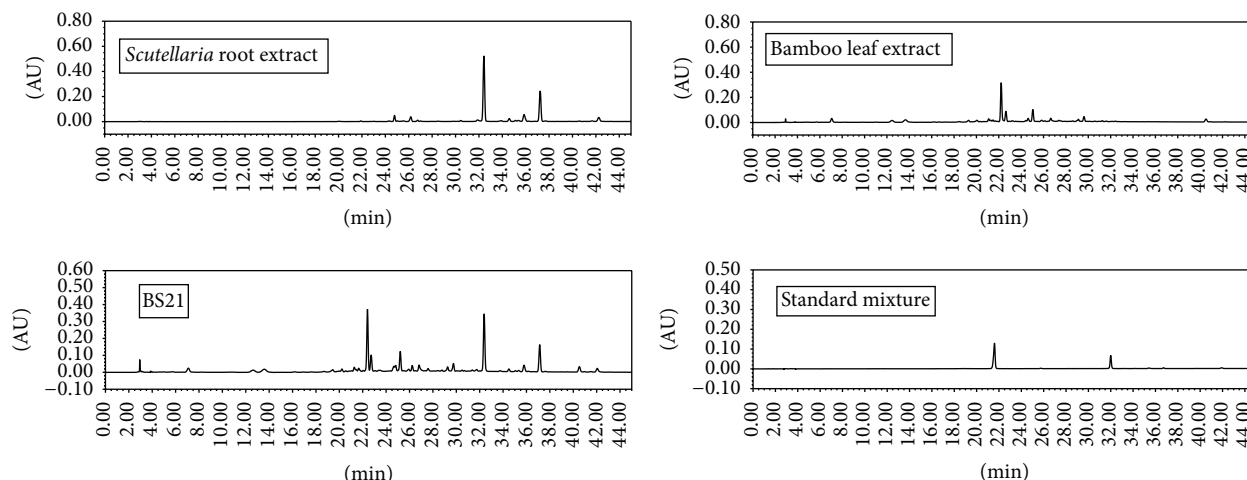 0.80
0.60
0.40
0.20
0.00
(AU)
Scutellaria root extract
0.00 2.00 4.00 6.00 8.00 10.00 12.00 14.00 16.00 18.00 20.00 22.00 24.00 26.00 28.00 30.00 32.00 34.00 36.00 38.00 40.00 42.00 44.00
(min)
0.80
0.60
0.40
0.20
0.00
(AU)
Bamboo leaf extract
0.00 2.00 4.00 6.00 8.00 10.00 12.00 14.00 16.00 18.00 20.00 22.00 24.00 26.00 28.00 30.00 32.00 34.00 36.00 38.00 40.00 42.00 44.00
(min)
0.60
0.50
0.40
0.30
0.20
0.10
0.00
−0.10
(AU)
BS21
0.00 2.00 4.00 6.00 8.00 10.00 12.00 14.00 16.00 18.00 20.00 22.00 24.00 26.00 28.00 30.00 32.00 34.00 36.00 38.00 40.00 42.00 44.00
(min)
0.50
0.40
0.30
0.20
0.10
0.00
−0.10
(AU)
Standard mixture
0.00 2.00 4.00 6.00 8.00 10.00 12.00 14.00 16.00 18.00 20.00 22.00 24.00 26.00 28.00 30.00 32.00 34.00 36.00 38.00 40.00 42.00 44.00
(min)